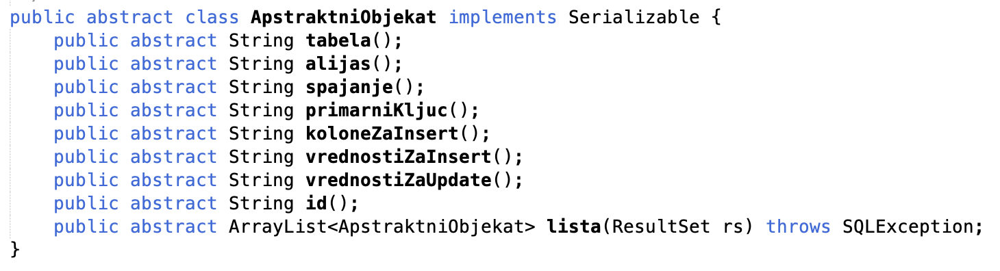 public abstract class ApstraktniObjekat implements Serializable {
public abstract String tabela();
public abstract String alijas();
public abstract String spajanje();
public abstract String primarniKljuc();
public abstract String koloneZaInsert();
public abstract String vrednostiZaInsert();
public abstract String vrednostiZaUpdate();
public abstract String id();
public abstract ArrayList<ApstraktniObjekat> lista(ResultSet rs) throws SQLException;
}